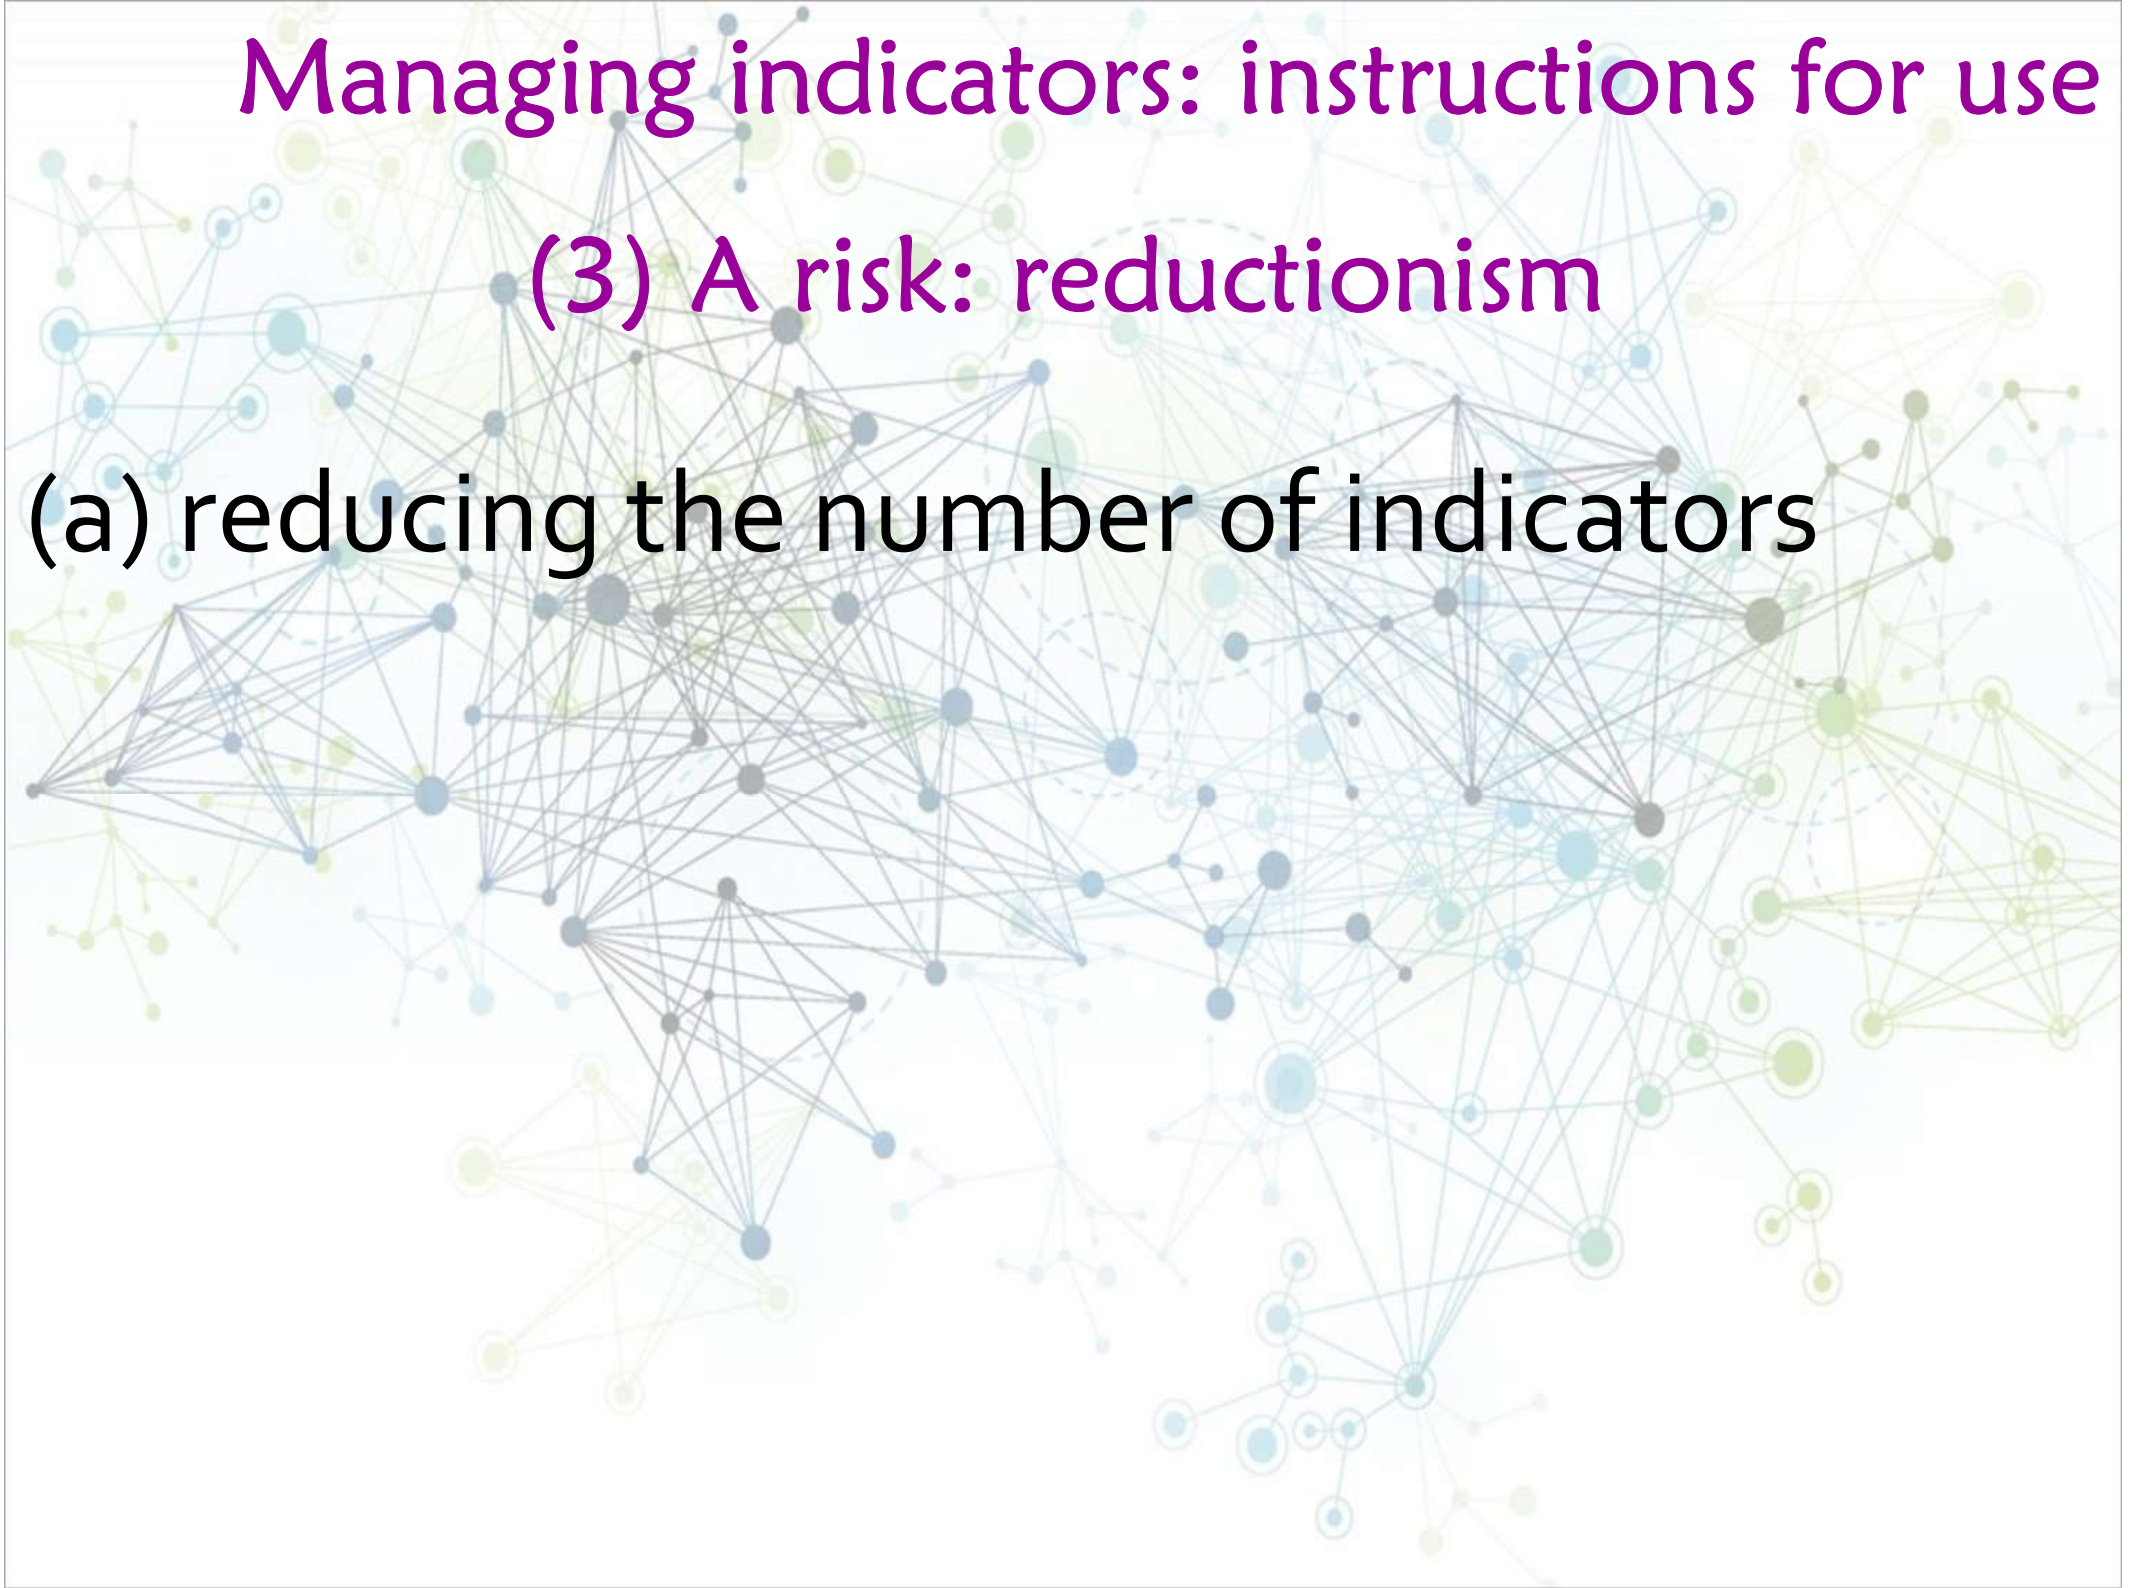 Managing indicators: instructions for use
(3) A risk: reductionism
(a) reducing the number of indicators